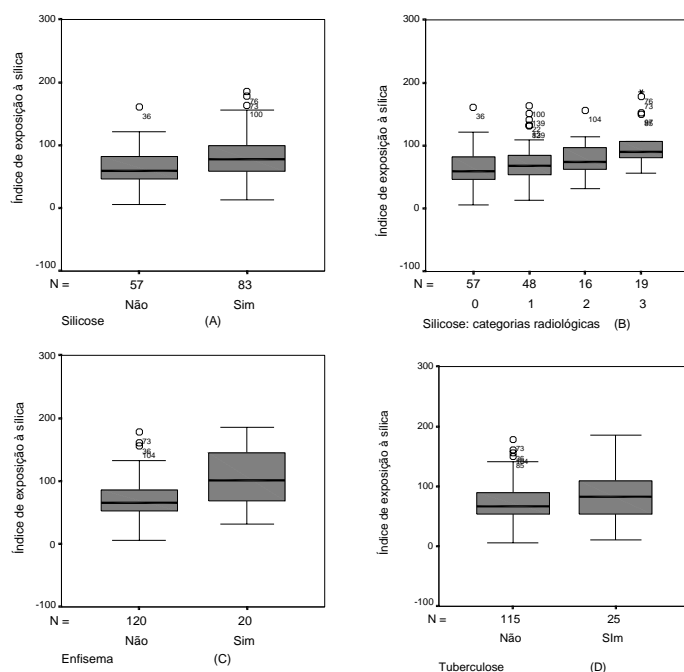 Índice de exposição à sílica
300
200
100
0
-100
36
76
73
100
N =
57
83
Não
Sim
Silicose
(A)
Índice de exposição à sílica
300
200
100
0
-100
36
100
139
104
76
73
N =
57
48
16
19
0
1
2
3
Silicose: categorias radiológicas (B)
Índice de exposição à sílica
300
200
100
0
-100
73
36
104
N =
120
20
Não
Sim
Enfisema
(C)
Índice de exposição à sílica
300
200
100
0
-100
73
85
N =
115
25
Não
SIm
Tuberculose
(D)